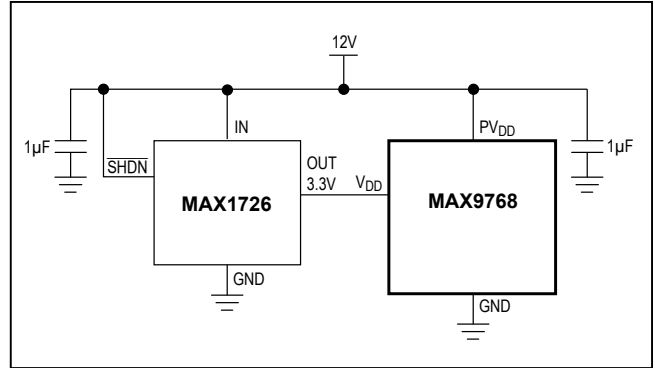 12V
IN
PVDD
1µF
SHDN
OUT
3.3V
VDD
1µF
MAX1726
MAX9768
GND
GND